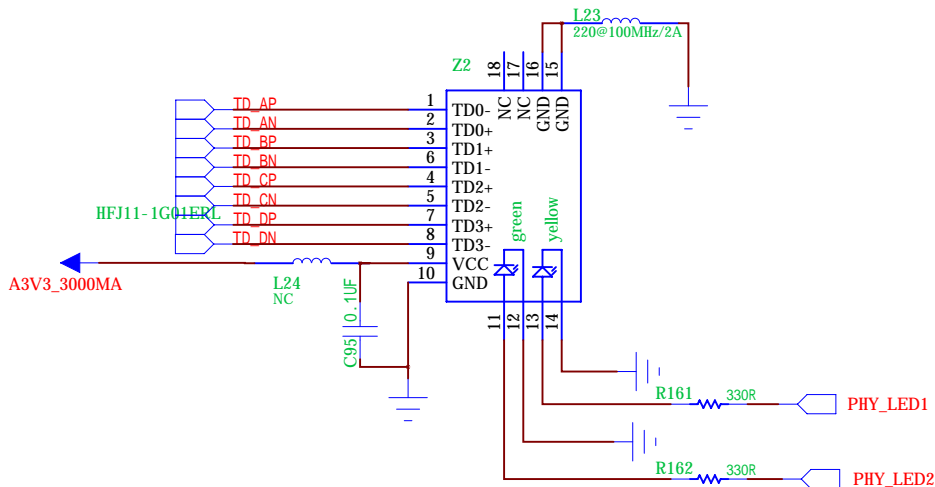 L23
220@100MHz/2A
Z2
18
17
16
15
NC
NC
GND
GND
TD_AP
1
TD0-
TD_AN
2
TD0+
TD_BP
3
TD1+
TD_BN
6
TD1-
TD_CP
4
TD2+
TD_CN
5
TD2-
HFJ11-1G01ERL
TD_DP
7
TD3+
TD_DN
8
TD3-
green
yellow
9
VCC
10
GND
A3V3_3000MA
L24
NC
C95
0.1UF
11
12
13
14
R161
330R
PHY_LED1
R162
330R
PHY_LED2